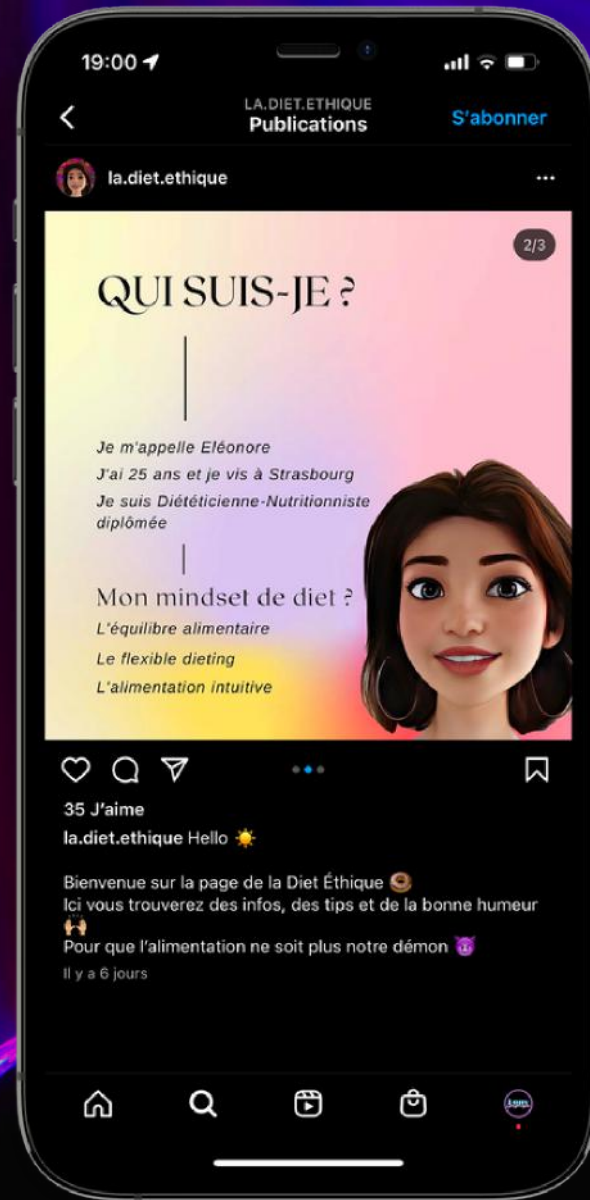 19:00
LA.DIET.ETHIQUE
Publications
S'abonner
la.diet.ethique
2/3
QUI SUIS-JE ?
Je m'appelle Eléonore
J'ai 25 ans et je vis à Strasbourg
Je suis Diététicienne-Nutritionniste
diplômée
Mon mindset de diet ?
L'équilibre alimentaire
Le flexible dieting
L'alimentation intuitive
35 J'aime
la.diet.ethique Hello ☀️
Bienvenue sur la page de la Diet Éthique 🍩
Ici vous trouverez des infos, des tips et de la bonne humeur
🙌🏼
Pour que l'alimentation ne soit plus notre démon 😈
Il y a 6 jours